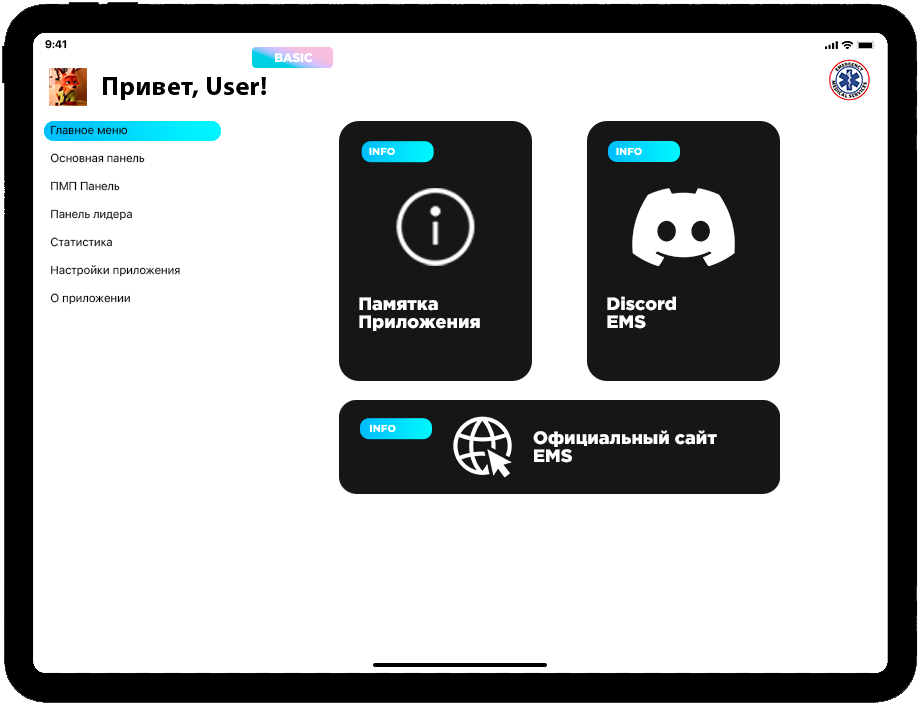 9:41
BASIC
Привет, User!
EMERGENCY
MEDICAL SERVICES
Главное меню
Основная панель
ПМП Панель
Панель лидера
Статистика
Настройки приложения
О приложении
INFO
Памятка
Приложения
INFO
Discord
EMS
INFO
Официальный сайт
EMS